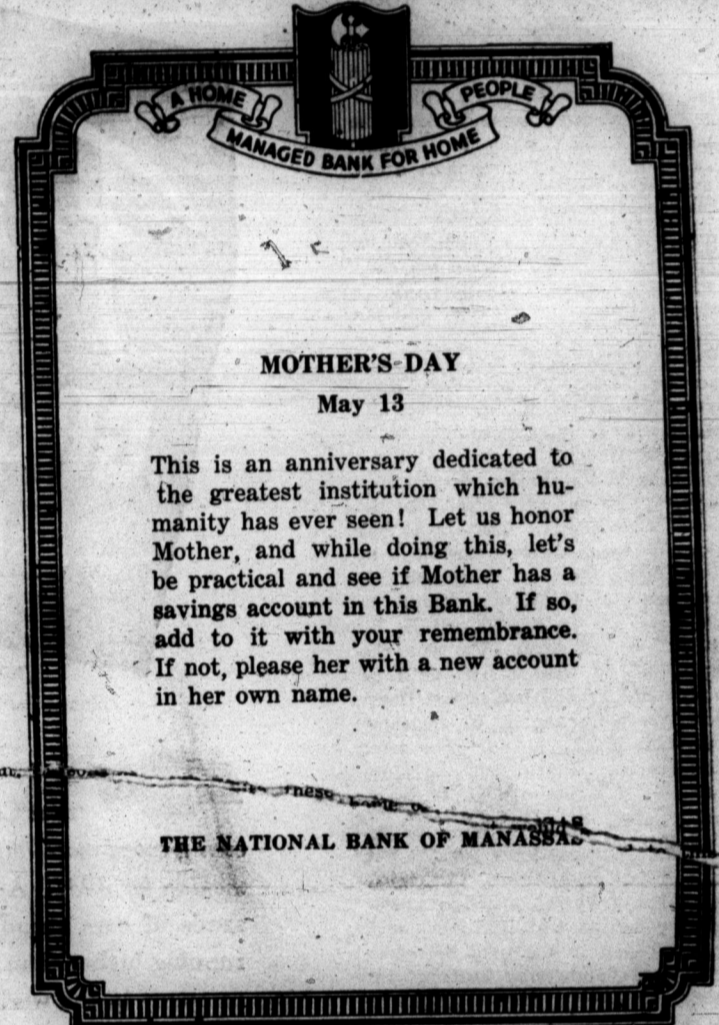 A HOME
MANAGED BANK FOR HOME
PEOPLE
MOTHER'S DAY
May 13
This is an anniversary dedicated to
the greatest institution which hu-
manity has ever seen! Let us honor
Mother, and while doing this, let's
be practical and see if Mother has a
savings account in this Bank. If so,
add to it with your remembrance.
If not, please her with a new account
in her own name.
these
THE NATIONAL BANK OF MANASSAS